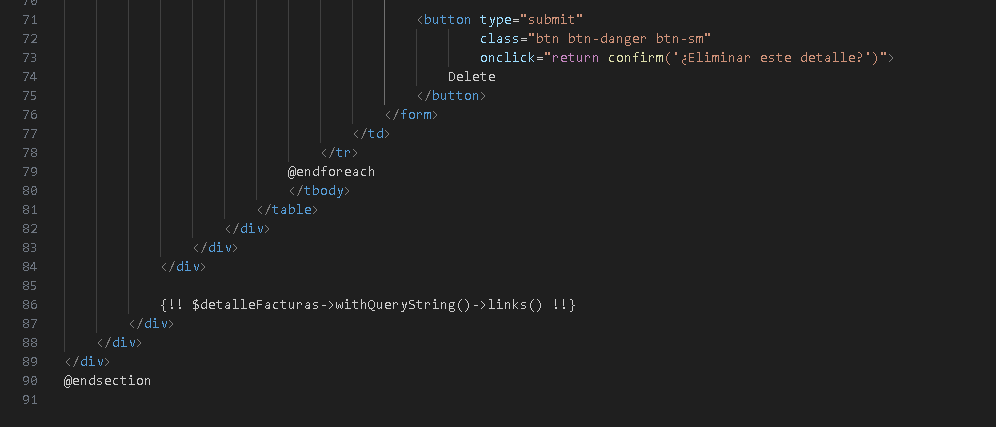 71 <button type="submit"
72 class="btn btn-danger btn-sm"
73 onclick="return confirm('¿Eliminar este detalle?')">
74 Delete
75 </button>
76 </form>
77 </td>
78 </tr>
79 @endforeach
80 </tbody>
81 </table>
82 </div>
83 </div>
84 </div>
85
86 {!! $detalleFacturas->withQueryString()->links() !!}
87 </div>
88 </div>
89 </div>
90 @endsection
91